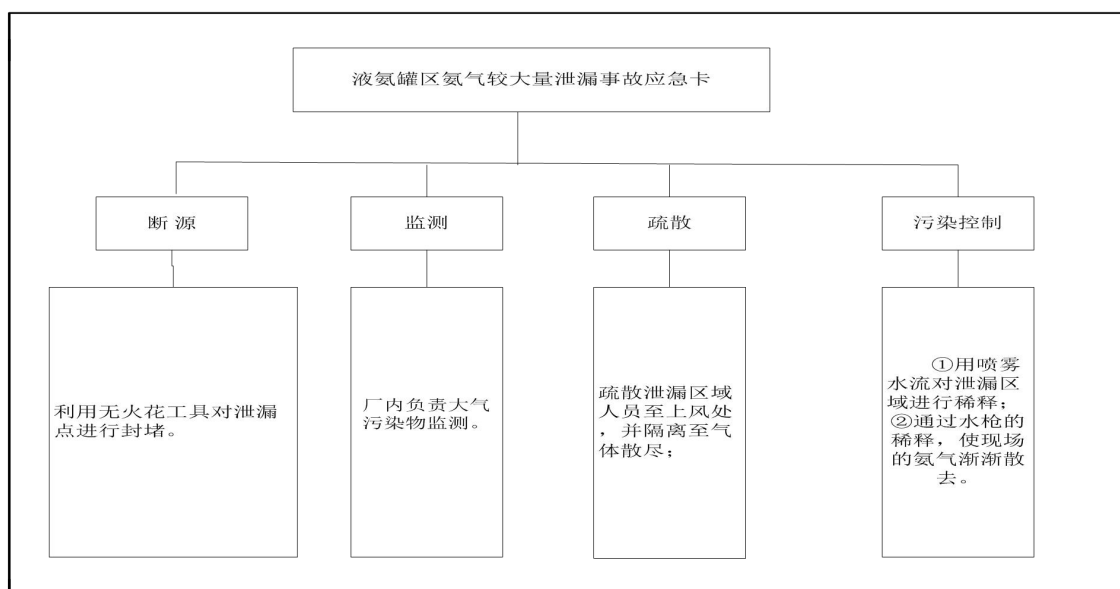 液氨罐区氨气较大量泄漏事故应急卡
断 源
监测
疏散
污染控制
利用无火花工具对泄漏
点进行封堵。
厂内负责大气
污染物监测。
疏散泄漏区域
人员至上风处
，并隔离至气
体散尽；
①用喷雾
水流对泄漏区
域进行稀释；
②通过水枪的
稀释，使现场
的氨气渐渐散
去。